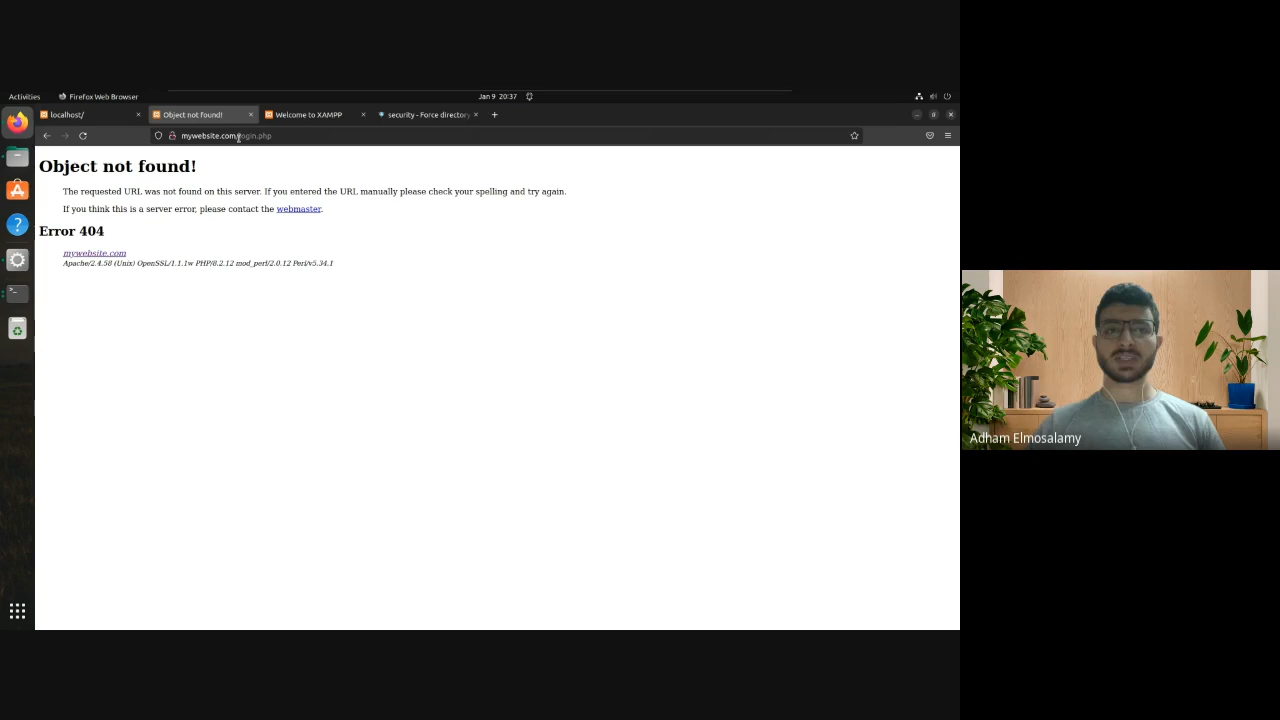 Activities
Firefox Web Browser
Jan 9 20:37
localhost/
Object not found!
Welcome to XAMPP
security - Force directory
mywebsite.com/login.php
Object not found!
The requested URL was not found on this server. If you entered the URL manually please check your spelling and try again.
If you think this is a server error, please contact the webmaster.
Error 404
mywebsite.com
Apache/2.4.58 (Unix) OpenSSL/1.1.1w PHP/8.2.12 mod_perl/2.0.12 Perl/v5.34.1
Adham Elmosalamy